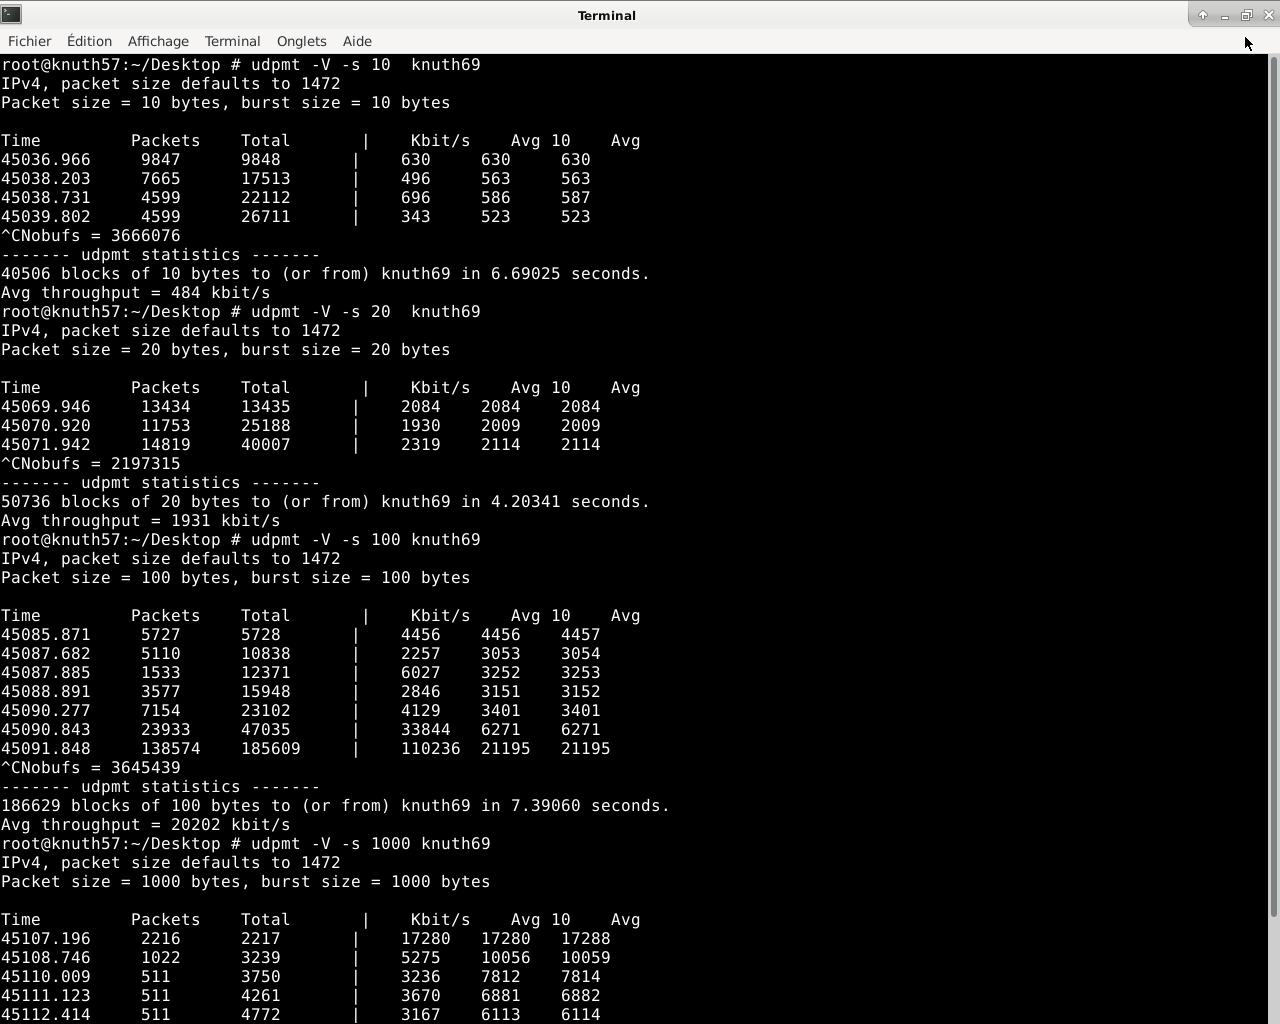 Terminal
Fichier Édition Affichage Terminal Onglets Aide
root@knuth57:~/Desktop # udpmt -V -s 10  knuth69
IPv4, packet size defaults to 1472
Packet size = 10 bytes, burst size = 10 bytes

Time         Packets    Total       |    Kbit/s    Avg 10    Avg
45036.966     9847      9848       |    630     630     630
45038.203     7665      17513      |    496     563     563
45038.731     4599      22112      |    696     586     587
45039.802     4599      26711      |    343     523     523
^CNobufs = 3666076
------- udpmt statistics -------
40506 blocks of 10 bytes to (or from) knuth69 in 6.69025 seconds.
Avg throughput = 484 kbit/s
root@knuth57:~/Desktop # udpmt -V -s 20  knuth69
IPv4, packet size defaults to 1472
Packet size = 20 bytes, burst size = 20 bytes

Time         Packets    Total       |    Kbit/s    Avg 10    Avg
45069.946     13434     13435      |    2084    2084    2084
45070.920     11753     25188      |    1930    2009    2009
45071.942     14819     40007      |    2319    2114    2114
^CNobufs = 2197315
------- udpmt statistics -------
50736 blocks of 20 bytes to (or from) knuth69 in 4.20341 seconds.
Avg throughput = 1931 kbit/s
root@knuth57:~/Desktop # udpmt -V -s 100 knuth69
IPv4, packet size defaults to 1472
Packet size = 100 bytes, burst size = 100 bytes

Time         Packets    Total       |    Kbit/s    Avg 10    Avg
45085.871     5727      5728       |    4456    4456    4457
45087.682     5110      10838      |    2257    3053    3054
45087.885     1533      12371      |    6027    3252    3253
45088.891     3577      15948      |    2846    3151    3152
45090.277     7154      23102      |    4129    3401    3401
45090.843     23933     47035      |    33844   6271    6271
45091.848     138574    185609     |    110236  21195   21195
^CNobufs = 3645439
------- udpmt statistics -------
186629 blocks of 100 bytes to (or from) knuth69 in 7.39060 seconds.
Avg throughput = 20202 kbit/s
root@knuth57:~/Desktop # udpmt -V -s 1000 knuth69
IPv4, packet size defaults to 1472
Packet size = 1000 bytes, burst size = 1000 bytes

Time         Packets    Total       |    Kbit/s    Avg 10    Avg
45107.196     2216      2217       |    17280   17280   17288
45108.746     1022      3239       |    5275    10056   10059
45110.009     511       3750       |    3236    7812    7814
45111.123     511       4261       |    3670    6881    6882
45112.414     511       4772       |    3167    6113    6114